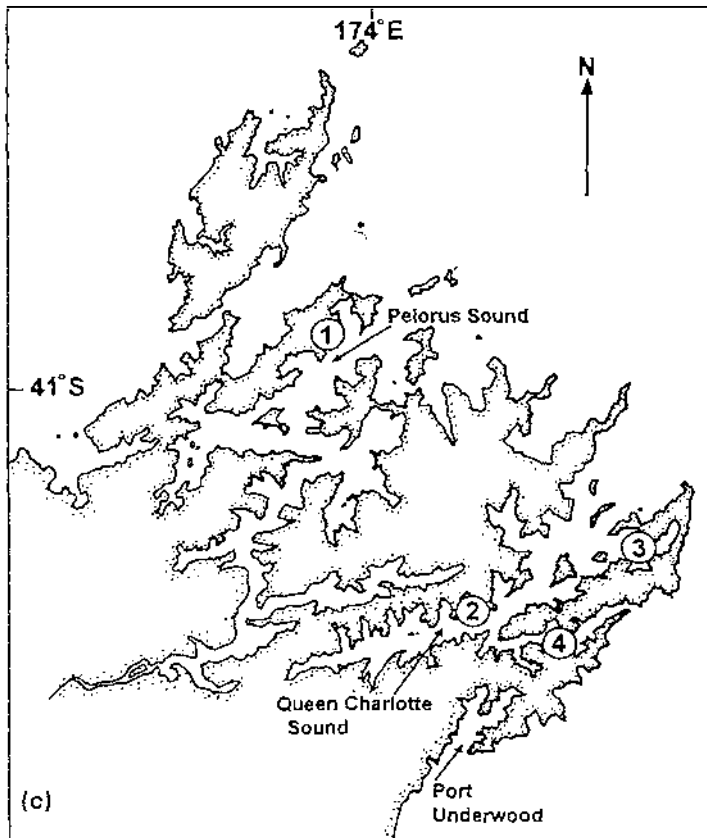 174°E
N
1
Pelorus Sound
41°S
3
2
4
Queen Charlotte
Sound
Port
Underwood
(c)